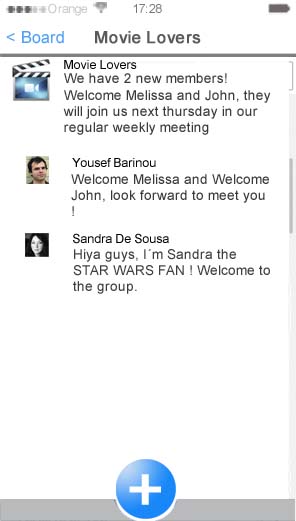 Orange 17:28
< Board Movie Lovers
Movie Lovers
We have 2 new members!
Welcome Melissa and John, they
will join us next thursday in our
regular weekly meeting
Yousef Barinou
Welcome Melissa and Welcome
John, look forward to meet you
!
Sandra De Sousa
Hiya guys, I´m Sandra the
STAR WARS FAN ! Welcome to
the group.